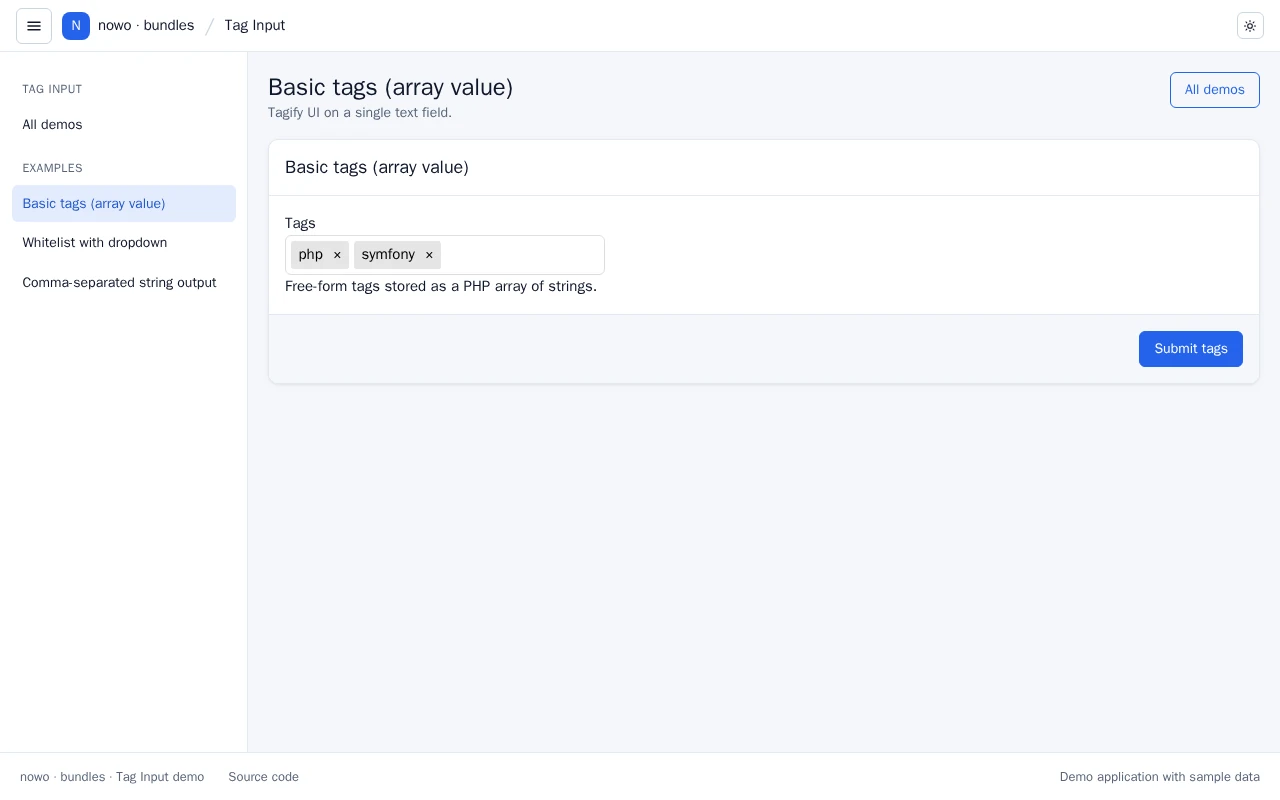 N nowo · bundles / Tag Input
TAG INPUT
All demos
EXAMPLES
Basic tags (array value)
Whitelist with dropdown
Comma-separated string output
Basic tags (array value)
Tagify UI on a single text field.
All demos
Basic tags (array value)
Tags
php × symfony ×
Free-form tags stored as a PHP array of strings.
Submit tags
nowo · bundles · Tag Input demo Source code
Demo application with sample data